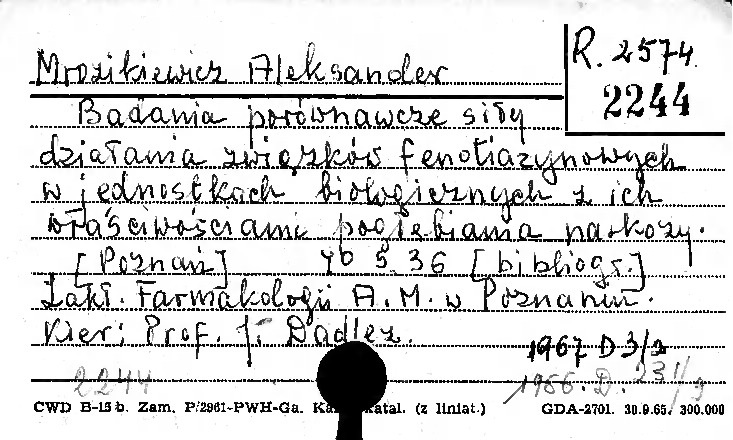 Mrozikiewicz Aleksander
R. 2574.
2244
Badania porównawcze siły
działania związków fenotiazynowych
w jednostkach biologicznych z ich
właściwościami pogłębiania narkozy.
[Poznań] 1960 s. 36 [bibliogr.]
Zakł. Farmakologii A. M. w Poznaniu.
Kier: Prof. J. Dadlez.
1967 D 3/2
2244
1966. D. 231/3
CWD B-15 b. Zam. P/2961-PWH-Ga. Katal. (z liniat.) GDA-2701. 30.9.65. 300.000